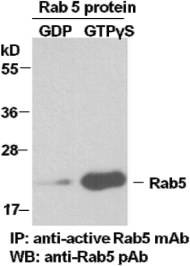 Rab 5 protein
kD GDP GTPγS
55
36
28
Rab5
17
IP: anti-active Rab5 mAb
WB: anti-Rab5 pAb